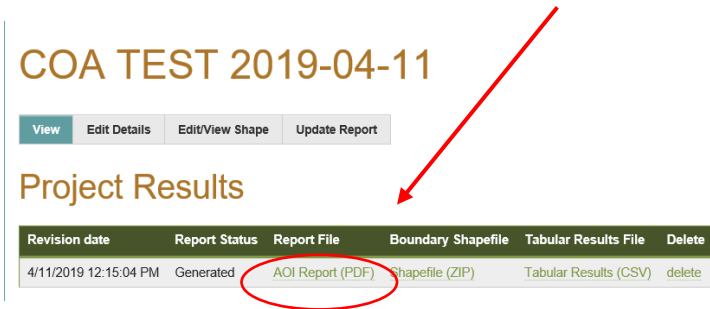 COA TEST 2019-04-11
View Edit Details Edit/View Shape Update Report
Project Results
Revision date Report Status Report File Boundary Shapefile Tabular Results File Delete
4/11/2019 12:15:04 PM Generated AOI Report (PDF) Shapefile (ZIP) Tabular Results (CSV) delete